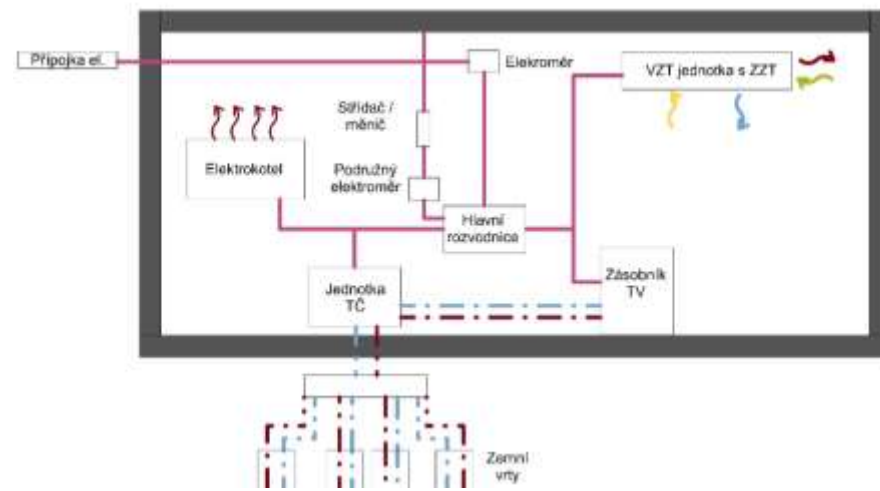 Přípojka el.
Elekroměr
VZT jednotka s ZZT
Střídač /
měnič
Elektrokotel
Podružný
elektroměr
Hlavní
rozvodnice
Jednotka
TČ
Zásobník
TV
Zemní
vrty